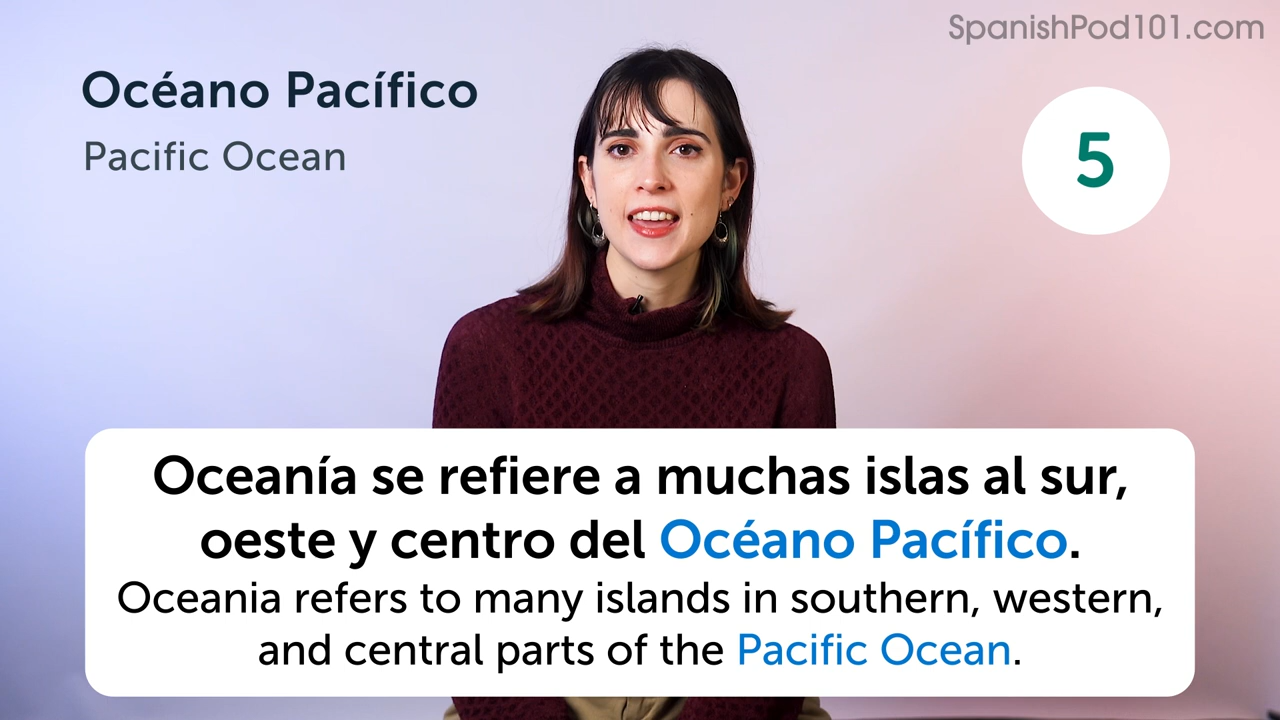 SpanishPod101.com
Océano Pacífico
Pacific Ocean
5
Oceanía se refiere a muchas islas al sur,
oeste y centro del Océano Pacífico.
Oceania refers to many islands in southern, western,
and central parts of the Pacific Ocean.